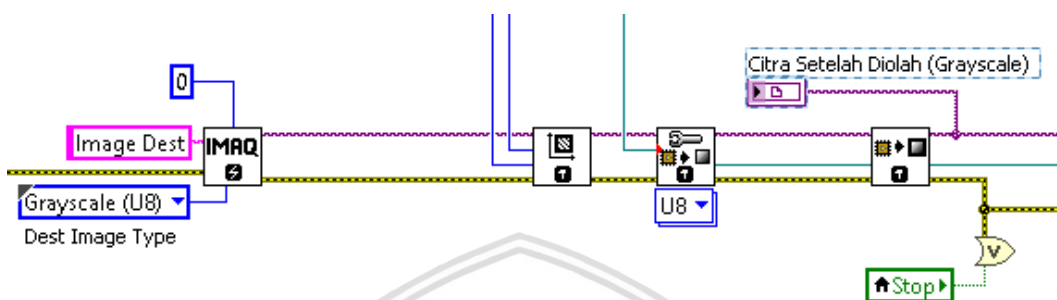 Citra Setelah Diolah (Grayscale)
0
Image Dest
IMAQ
Grayscale (U8)
U8
Dest Image Type
V
Stop